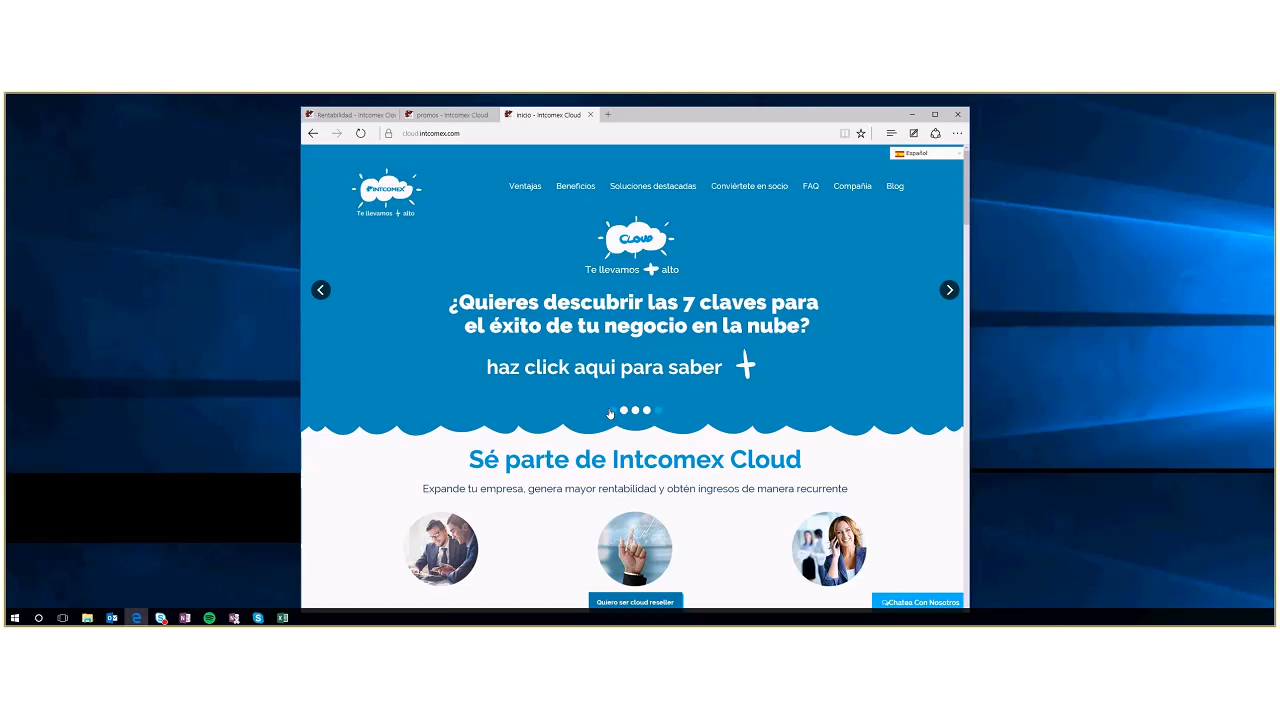 Rentabilidad - Intcomex Clo
promos - Intcomex Cloud
inicio - Intcomex Cloud
cloud.intcomex.com
Español
INTCOMEX
Te llevamos + alto
Ventajas
Beneficios
Soluciones destacadas
Conviértete en socio
FAQ
Compañia
Blog
CLOUD
Te llevamos + alto
¿Quieres descubrir las 7 claves para
el éxito de tu negocio en la nube?
haz click aqui para saber +
Sé parte de Intcomex Cloud
Expande tu empresa, genera mayor rentabilidad y obtén ingresos de manera recurrente
Quiero ser cloud reseller
Chatea Con Nosotros